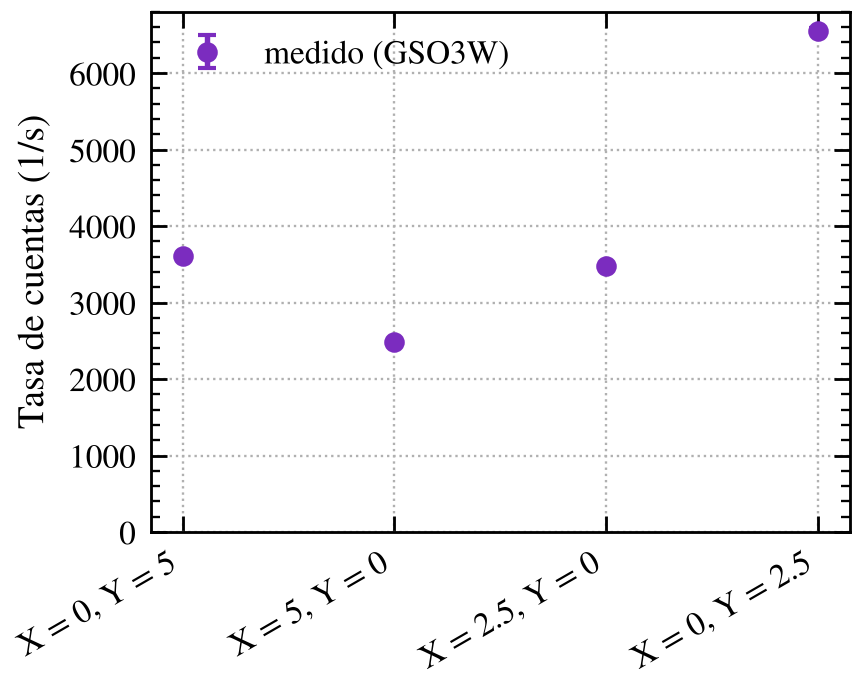 medido (GSO3W)
Tasa de cuentas (1/s)
6000
5000
4000
3000
2000
1000
0
X = 0, Y = 5
X = 5, Y = 0
X = 2.5, Y = 0
X = 0, Y = 2.5